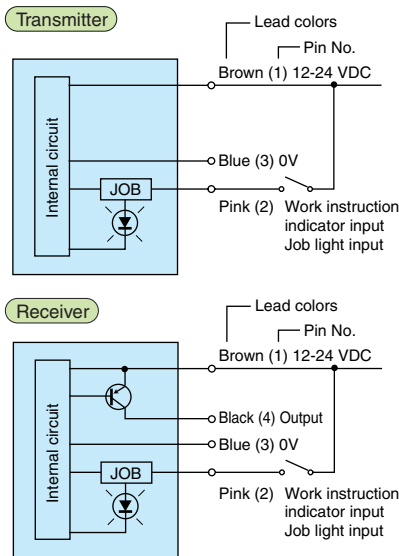 Transmitter
Lead colors
Pin No.
Brown (1) 12-24 VDC
Internal circuit
Blue (3) 0V
JOB
Pink (2) Work instruction
indicator input
Job light input
Receiver
Lead colors
Pin No.
Brown (1) 12-24 VDC
Internal circuit
Black (4) Output
Blue (3) 0V
JOB
Pink (2) Work instruction
indicator input
Job light input